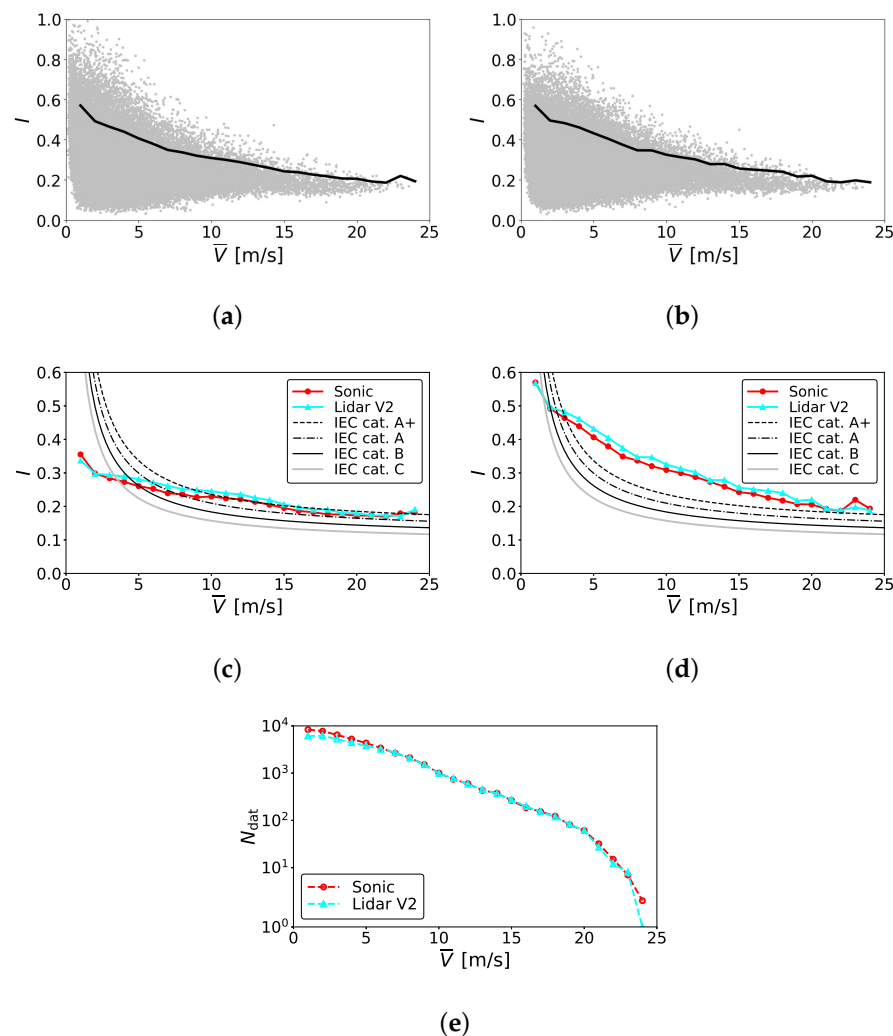 1.0
0.8
0.6
0.4
0.2
0.0
I
0 5 10 15 20 25
V̅ [m/s]
(a)
1.0
0.8
0.6
0.4
0.2
0.0
I
0 5 10 15 20 25
V̅ [m/s]
(b)
0.6
0.5
0.4
0.3
0.2
0.1
0.0
I
Sonic
Lidar V2
IEC cat. A+
IEC cat. A
IEC cat. B
IEC cat. C
0 5 10 15 20 25
V̅ [m/s]
(c)
0.6
0.5
0.4
0.3
0.2
0.1
0.0
I
Sonic
Lidar V2
IEC cat. A+
IEC cat. A
IEC cat. B
IEC cat. C
0 5 10 15 20 25
V̅ [m/s]
(d)
10⁴
10³
10²
10¹
10⁰
N_dat
Sonic
Lidar V2
0 5 10 15 20 25
V̅ [m/s]
(e)